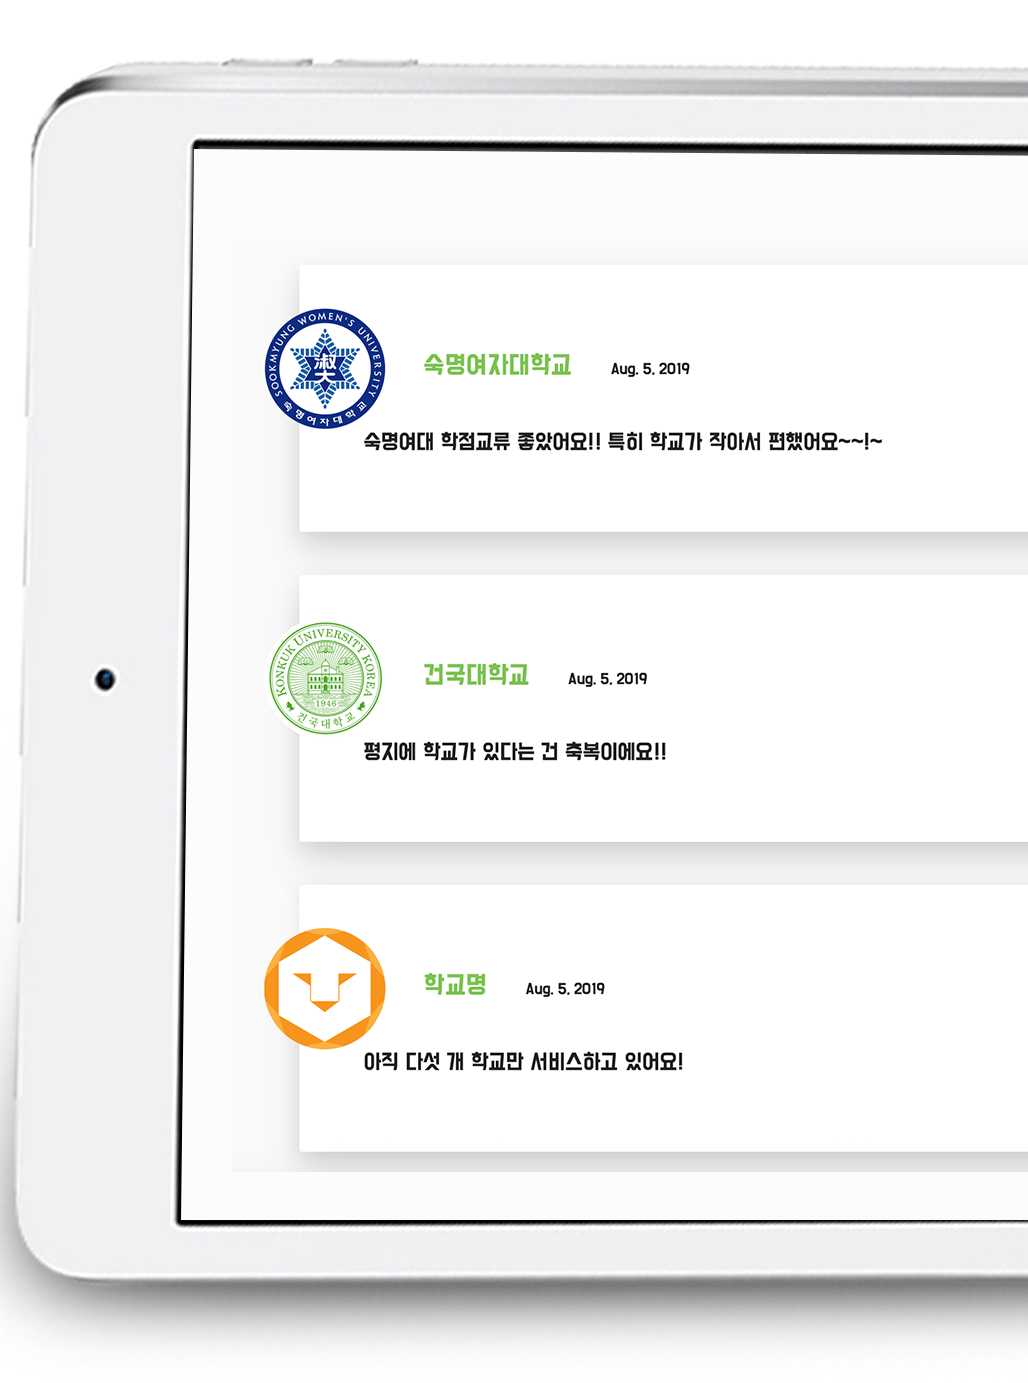 SOOKMYUNG WOMEN'S UNIVERSITY
淑大
숙명여자대학교
숙명여자대학교 Aug. 5, 2019
숙명여대 학점교류 좋았어요!! 특히 학교가 작아서 편했어요~~!~
KONKUK UNIVERSITY KOREA
1946
건국대학교
건국대학교 Aug. 5, 2019
평지에 학교가 있다는 건 축복이에요!!
학교명 Aug. 5, 2019
아직 다섯 개 학교만 서비스하고 있어요!